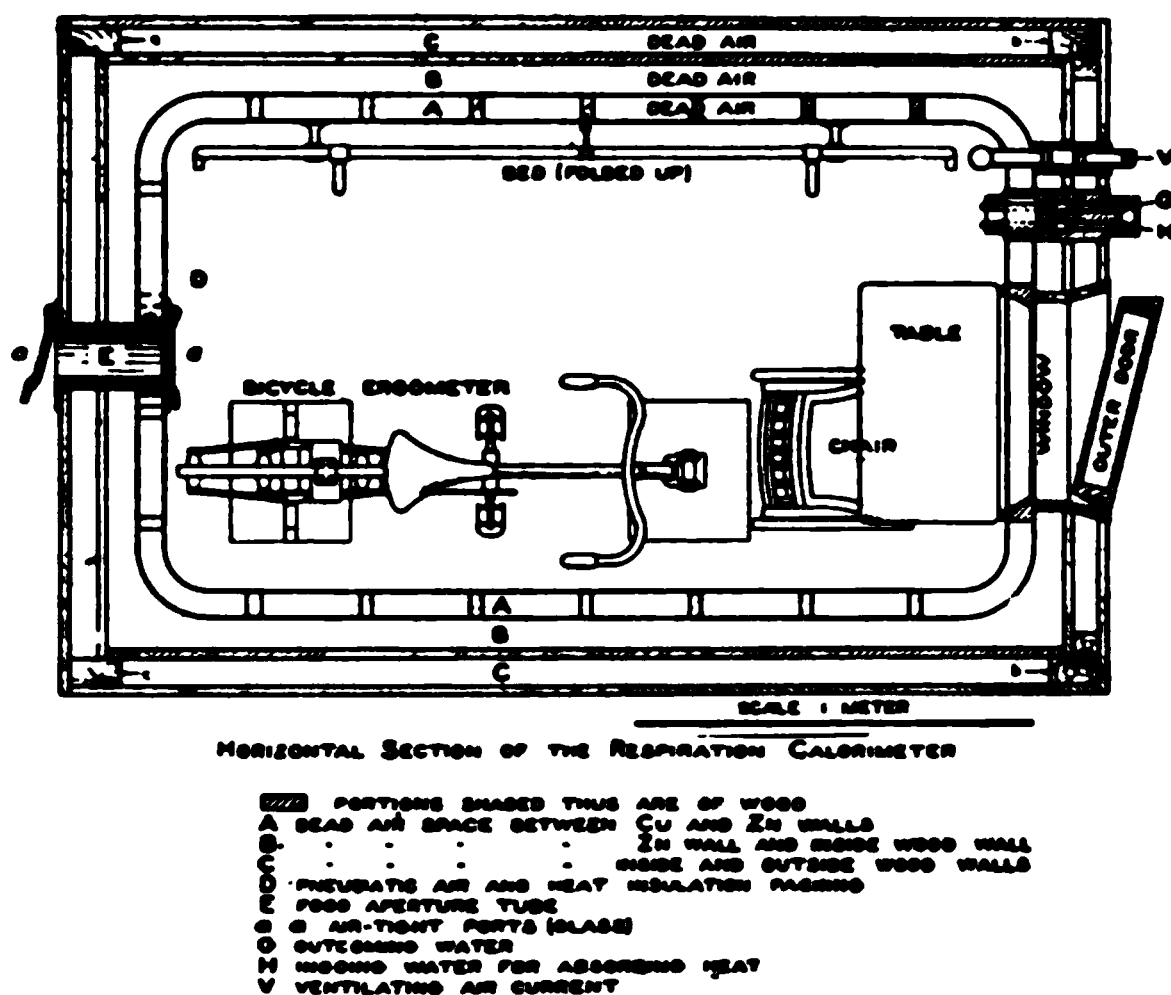 C DEAD AIR b
B DEAD AIR
A DEAD AIR
BED (FOLDED UP)
V
O
H
D
TABLE
a E a
WINDOW
OUTER DOOR
BICYCLE ERGOMETER
CHAIR
A
B
C b
SCALE 1 METER
HORIZONTAL SECTION OF THE RESPIRATION CALORIMETER
PORTIONS SHADED THUS ARE OF WOOD
A DEAD AIR SPACE BETWEEN CU AND ZN WALLS
B " " " " ZN WALL AND INSIDE WOOD WALL
C " " " " INSIDE AND OUTSIDE WOOD WALLS
D PNEUMATIC AIR AND HEAT INSULATION PACKING
E FOOD APERTURE TUBE
a a AIR-TIGHT PORTS (GLASS)
O OUTCOMING WATER
H INGOING WATER FOR ABSORBING HEAT
V VENTILATING AIR CURRENT